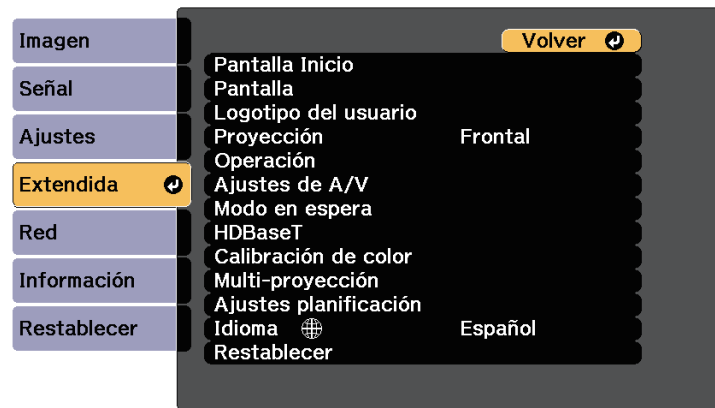 Imagen
Señal
Ajustes
Extendida
Red
Información
Restablecer
Volver
Pantalla Inicio
Pantalla
Logotipo del usuario
Proyección Frontal
Operación
Ajustes de A/V
Modo en espera
HDBaseT
Calibración de color
Multi-proyección
Ajustes planificación
Idioma Español
Restablecer